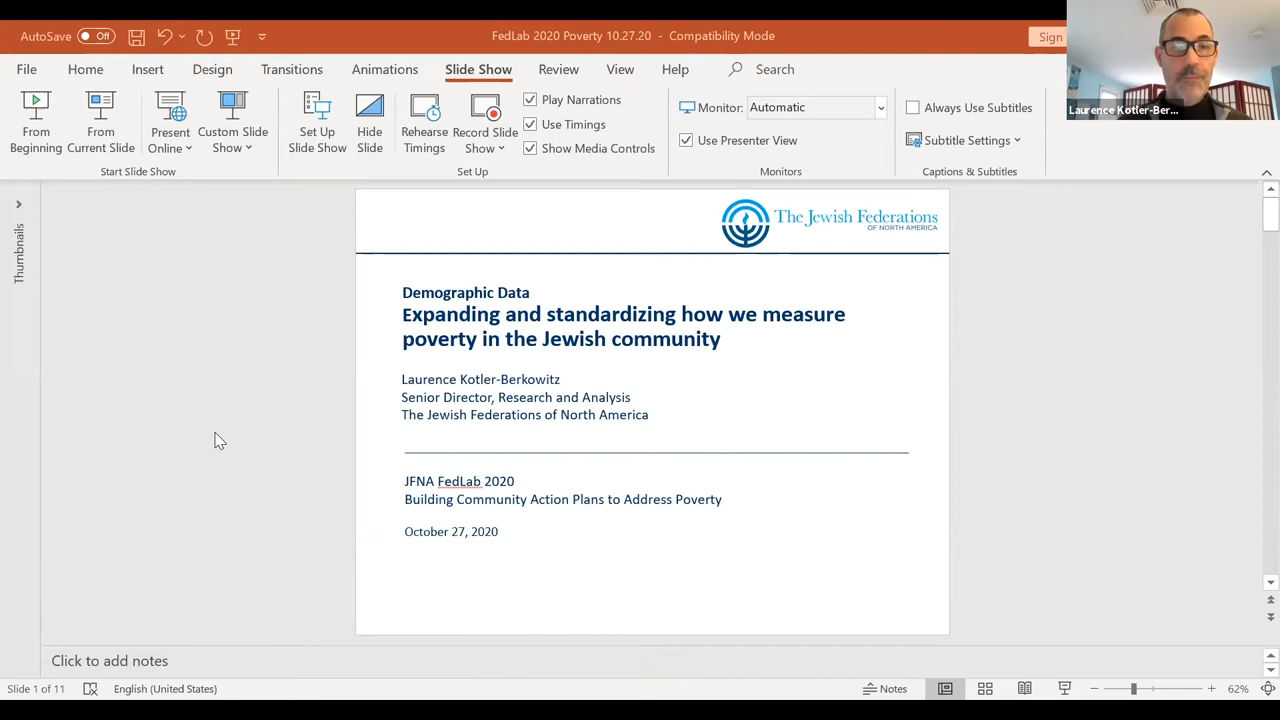 AutoSave Off
FedLab 2020 Poverty 10.27.20 - Compatibility Mode
Sign
File Home Insert Design Transitions Animations Slide Show Review View Help Search
From Beginning
From Current Slide
Present Online
Custom Slide Show
Start Slide Show
Set Up Slide Show
Hide Slide
Rehearse Timings
Record Slide Show
Play Narrations
Use Timings
Show Media Controls
Set Up
Monitor: Automatic
Use Presenter View
Monitors
Always Use Subtitles
Subtitle Settings
Captions & Subtitles
Laurence Kotler-Ber...
Thumbnails
The Jewish Federations
OF NORTH AMERICA
Demographic Data
Expanding and standardizing how we measure
poverty in the Jewish community
Laurence Kotler-Berkowitz
Senior Director, Research and Analysis
The Jewish Federations of North America
JFNA FedLab 2020
Building Community Action Plans to Address Poverty
October 27, 2020
Click to add notes
Slide 1 of 11 English (United States) Notes 62%